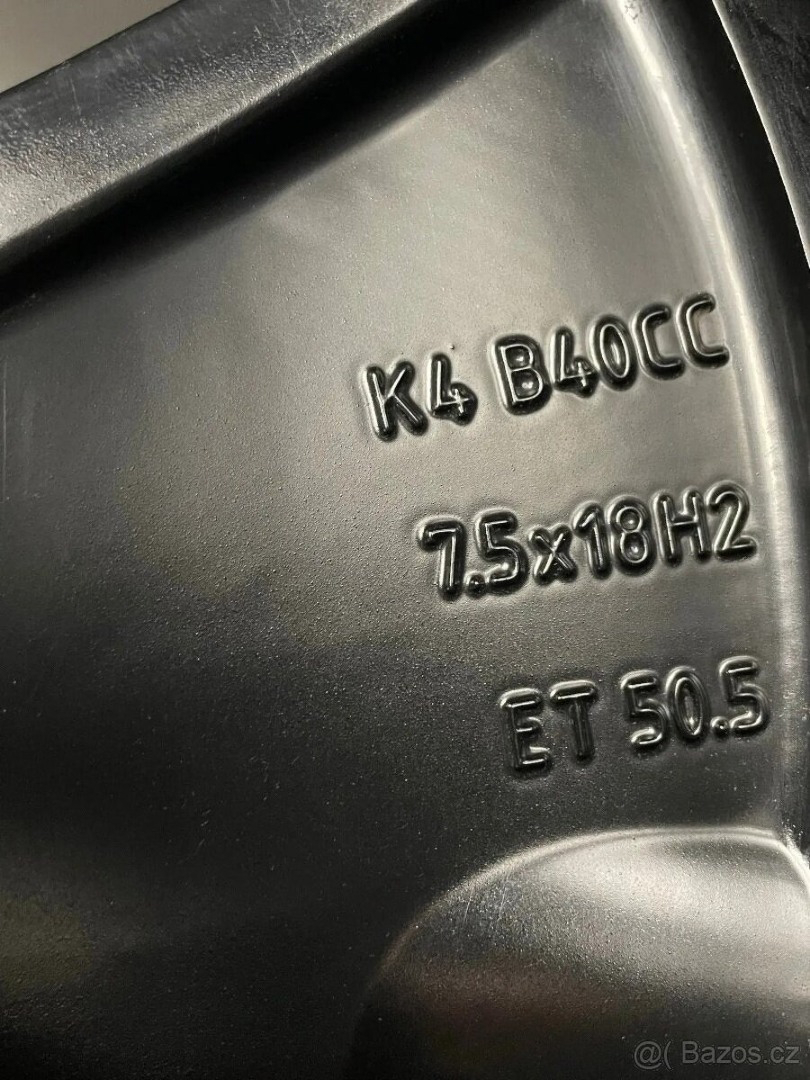 K4 B40CC
7.5x18H2
ET 50.5
@( Bazos.cz